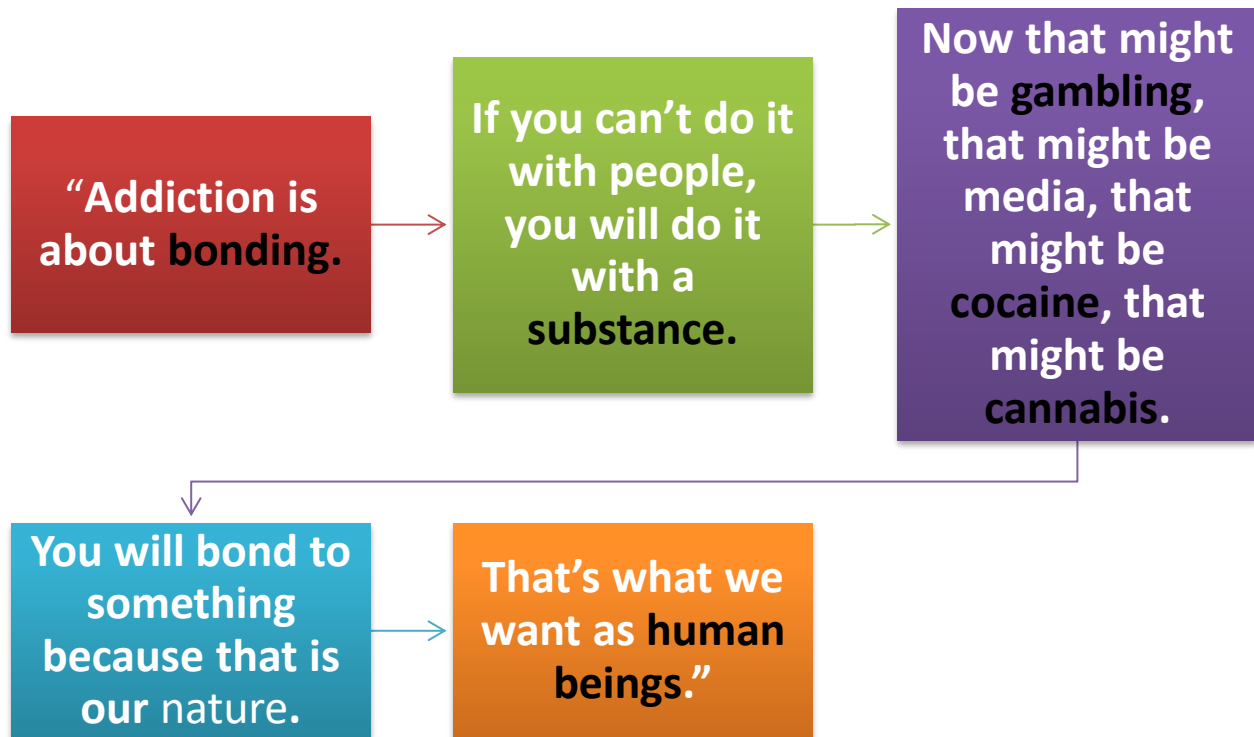 “Addiction is
about bonding.
If you can’t do it
with people,
you will do it
with a
substance.
Now that might
be gambling,
that might be
media, that
might be
cocaine, that
might be
cannabis.
You will bond to
something
because that is
our nature.
That’s what we
want as human
beings.”